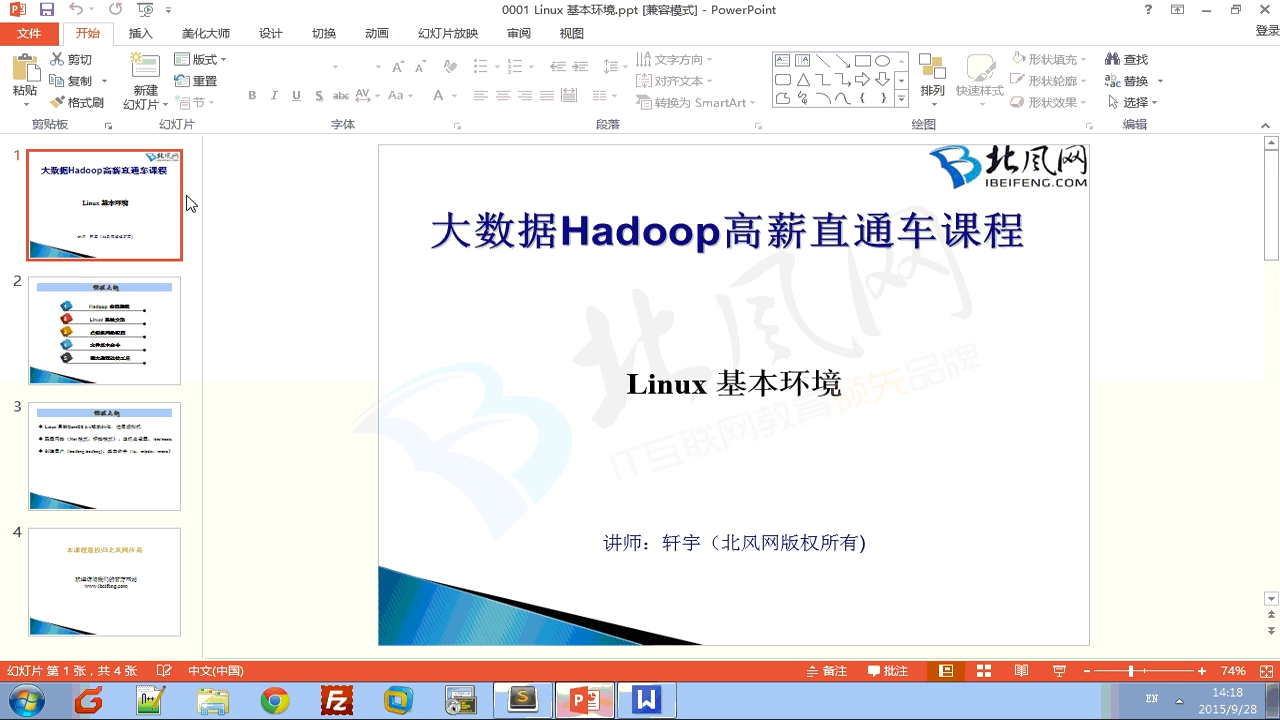 0001 Linux 基本环境.ppt [兼容模式] - PowerPoint
文件 开始 插入 美化大师 设计 切换 动画 幻灯片放映 审阅 视图 登录
粘贴 剪切 复制 格式刷
剪贴板
新建
幻灯片 版式 重置 节
幻灯片
B I U S abc AV Aa A
字体
文字方向
对齐文本
转换为 SmartArt
段落
排列 快速样式 形状填充
形状轮廓
形状效果
绘图
查找
替换
选择
编辑
1
北风网
大数据Hadoop高薪直通车课程
Linux 基本环境
2
3
4
本课程版权归北风网所有
www.ibeifeng.com
北风网
IBEIFENG.COM
大数据Hadoop高薪直通车课程
北风网
IT互联网教育领先品牌
Linux 基本环境
讲师：轩宇（北风网版权所有)
幻灯片 第 1 张，共 4 张 中文(中国) 备注 批注 74%
EN 14:18
2015/9/28